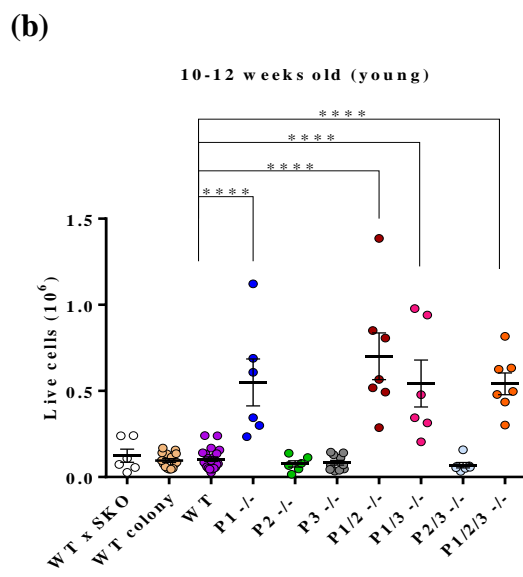 (b)
10-12 weeks old (young)
****
****
****
****
Live cells (10⁶)
1.5
1.0
0.5
0.0
WT x SKO
WT colony
WT
P1 -/-
P2 -/-
P3 -/-
P1/2 -/-
P1/3 -/-
P2/3 -/-
P1/2/3 -/-